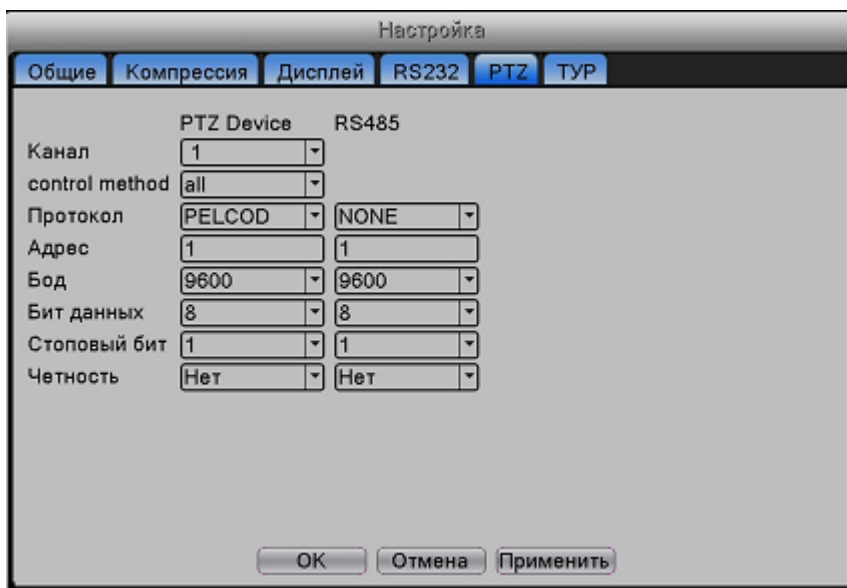 Настройка
Общие Компрессия Дисплей RS232 PTZ ТУР
PTZ Device RS485
Канал 1
control method all
Протокол PELCOD NONE
Адрес 1 1
Бод 9600 9600
Бит данных 8 8
Стоповый бит 1 1
Четность Нет Нет
OK Отмена Применить